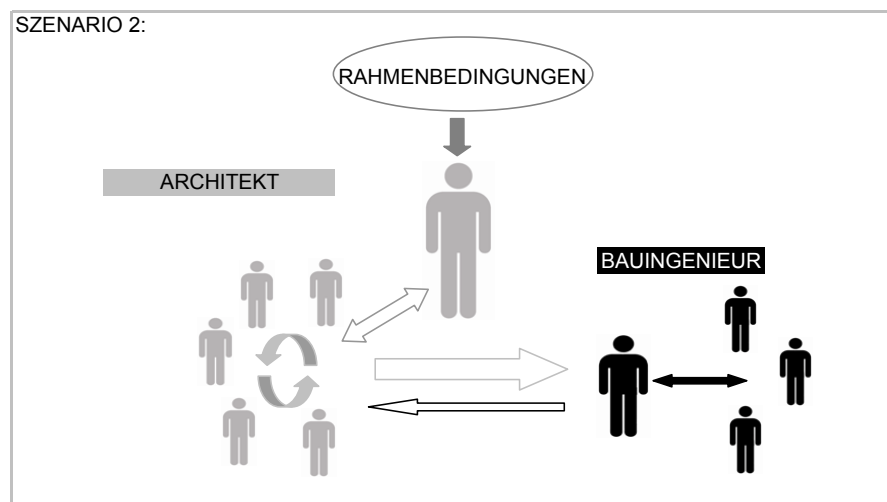 SZENARIO 2:
RAHMENBEDINGUNGEN
ARCHITEKT
BAUINGENIEUR